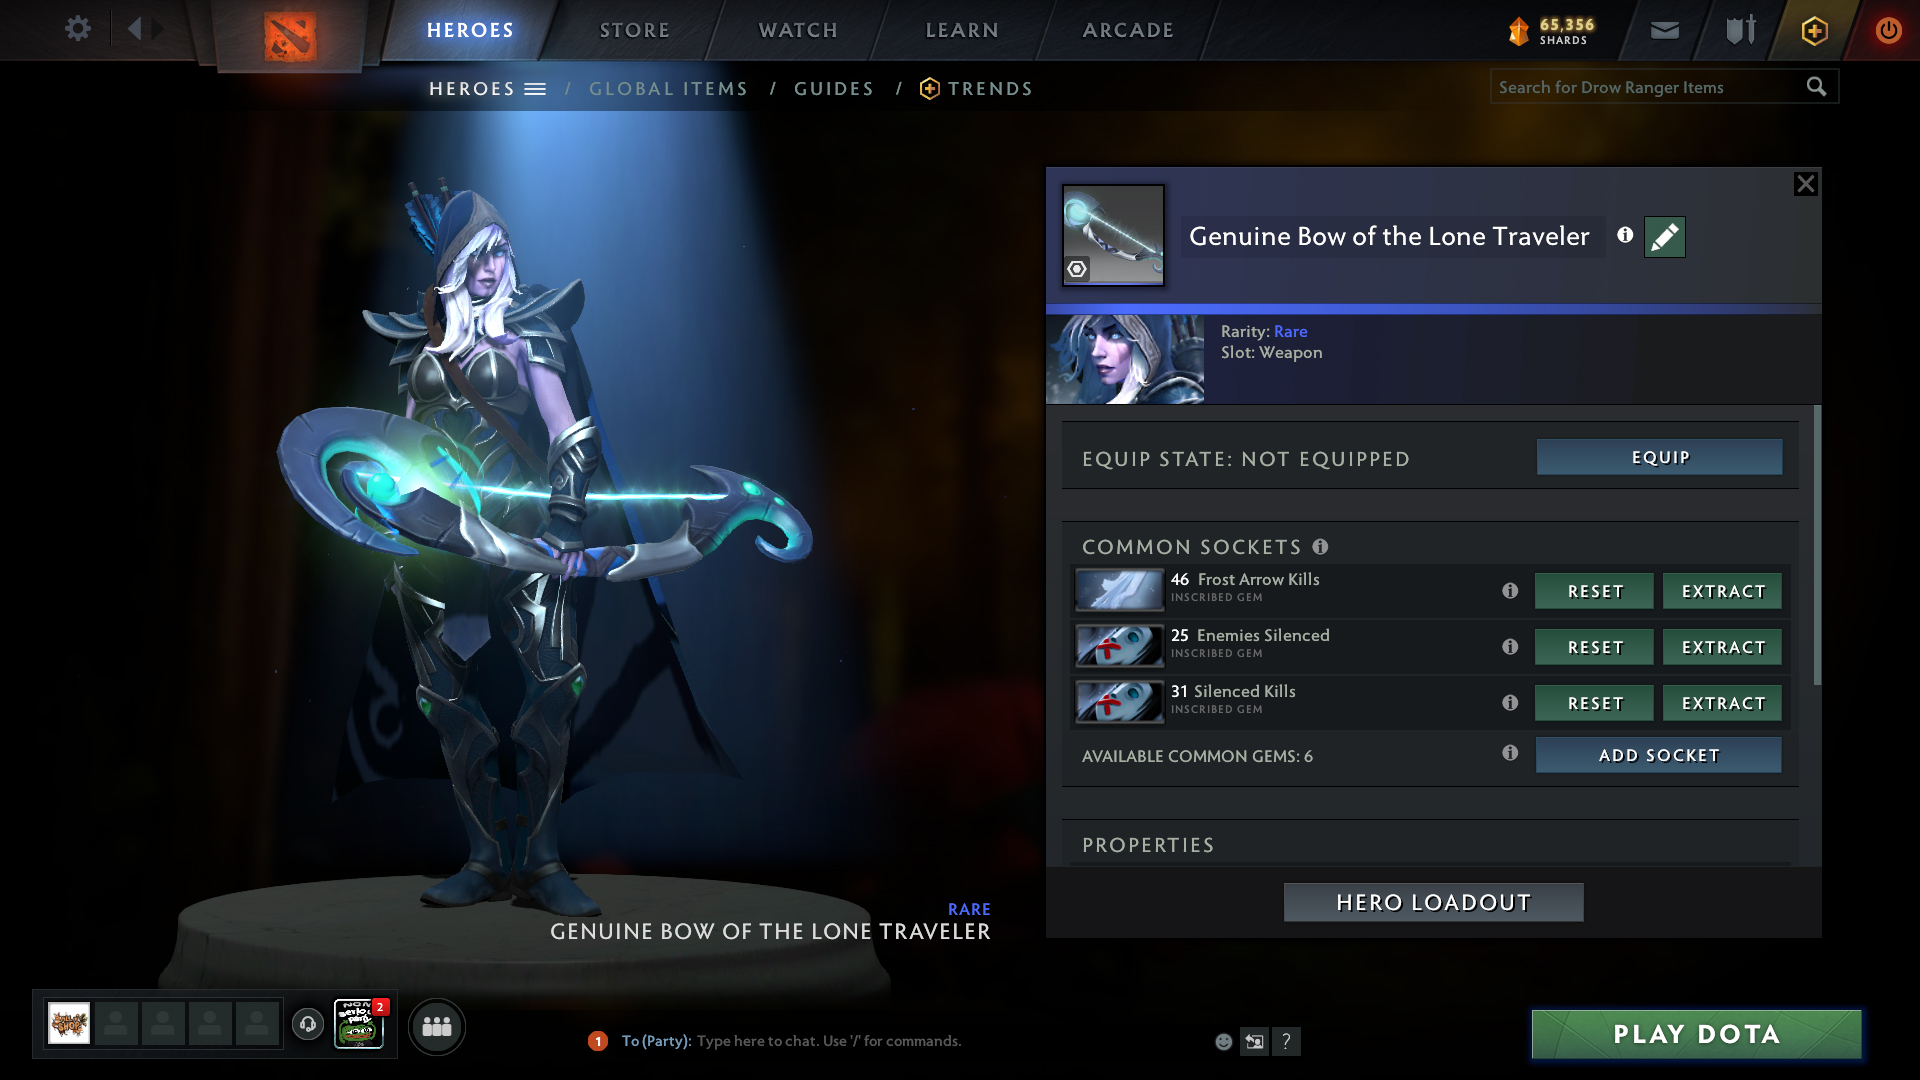 HEROES
STORE
WATCH
LEARN
ARCADE
65,356
SHARDS
HEROES / GLOBAL ITEMS / GUIDES / TRENDS
Search for Drow Ranger Items
Genuine Bow of the Lone Traveler
Rarity: Rare
Slot: Weapon
EQUIP STATE: NOT EQUIPPED
EQUIP
COMMON SOCKETS
46 Frost Arrow Kills
INSCRIBED GEM
RESET
EXTRACT
25 Enemies Silenced
INSCRIBED GEM
RESET
EXTRACT
31 Silenced Kills
INSCRIBED GEM
RESET
EXTRACT
AVAILABLE COMMON GEMS: 6
ADD SOCKET
PROPERTIES
HERO LOADOUT
RARE
GENUINE BOW OF THE LONE TRAVELER
2
1
To (Party): Type here to chat. Use '/' for commands.
?
PLAY DOTA